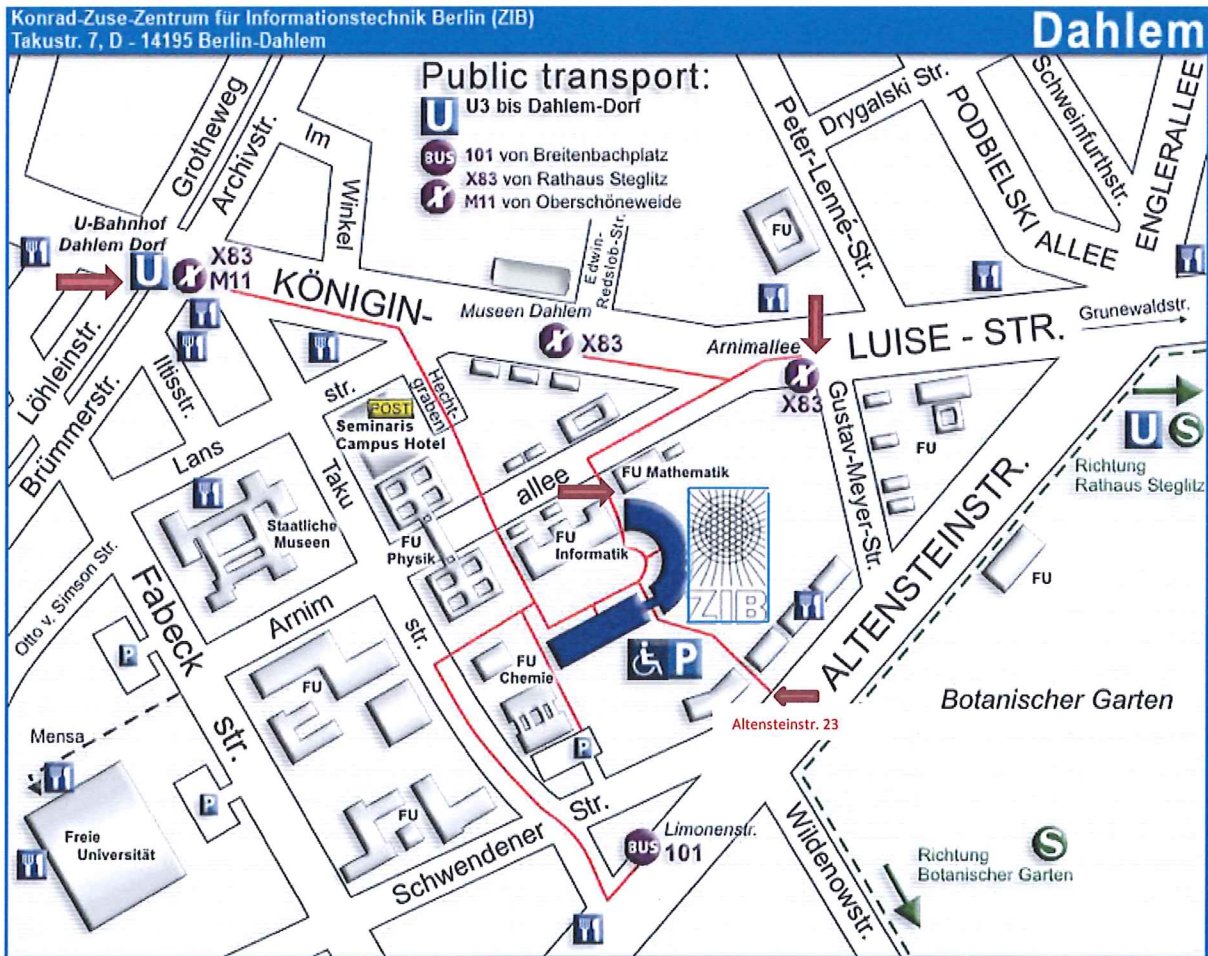 Konrad-Zuse-Zentrum für Informationstechnik Berlin (ZIB)
Takustr. 7, D - 14195 Berlin-Dahlem
Dahlem
Public transport:
U U3 bis Dahlem-Dorf
BUS 101 von Breitenbachplatz
X83 von Rathaus Steglitz
M11 von Oberschöneweide
Grotheweg
Archivstr.
Im
Winkel
Peter-Lenné-Str.
Drygalski Str.
PODBIELSKI ALLEE
Schweinfurthstr.
ENGLERALLEE
U-Bahnhof
Dahlem Dorf
U
X83
M11
KÖNIGIN-
LUISE - STR.
Grunewaldstr.
Edwin-
Redslob-Str.
Museen Dahlem
X83
FU
Arnimallee
X83
Löhleinstr.
Brümmerstr.
Iltisstr.
Lans
str.
Hecht-
graben
POST
Seminaris
Campus Hotel
Taku
str.
allee
FU Mathematik
Gustav-Meyer-Str.
FU
U S
Richtung
Rathaus Steglitz
Staatliche
Museen
FU
Physik
FU
Informatik
ZIB
ALTENSTEINSTR.
FU
Otto v. Simson Str.
Fabeck
str.
Arnim
P
FU
FU
Chemie
P
Altensteinstr. 23
Botanischer Garten
Mensa
P
P
Freie
Universität
FU
Schwendener
Str.
Limonenstr.
BUS 101
Wildenowstr.
Richtung
Botanischer Garten
S